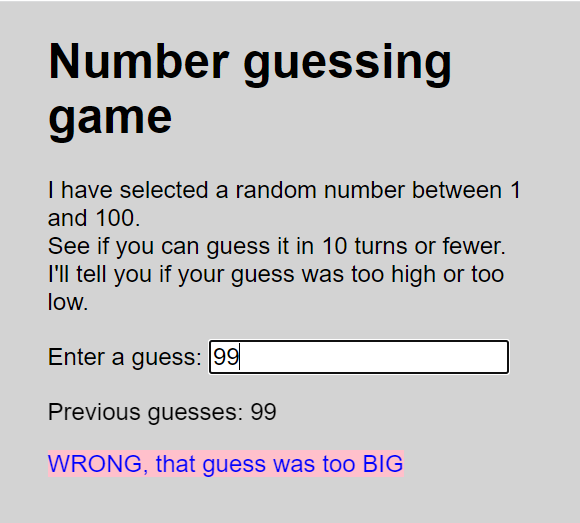 Number guessing
game
I have selected a random number between 1
and 100.
See if you can guess it in 10 turns or fewer.
I'll tell you if your guess was too high or too
low.
Enter a guess: 99
Previous guesses: 99
WRONG, that guess was too BIG